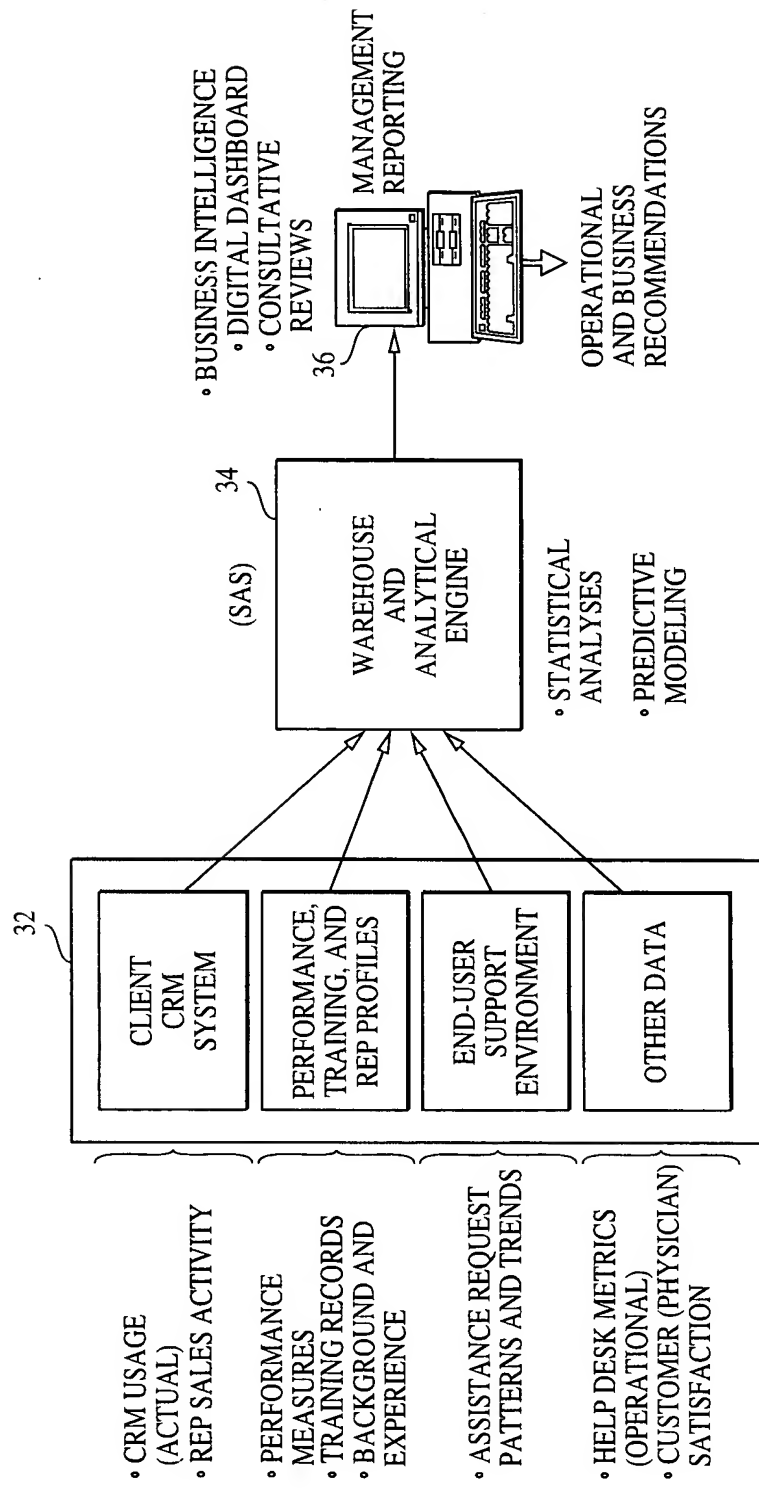 • CRM USAGE
(ACTUAL)
• REP SALES ACTIVITY
• PERFORMANCE
MEASURES
• TRAINING RECORDS
• BACKGROUND AND
EXPERIENCE
• ASSISTANCE REQUEST
PATTERNS AND TRENDS
• HELP DESK METRICS
(OPERATIONAL)
• CUSTOMER (PHYSICIAN)
SATISFACTION
32
CLIENT
CRM
SYSTEM
PERFORMANCE,
TRAINING, AND
REP PROFILES
END-USER
SUPPORT
ENVIRONMENT
OTHER DATA
(SAS)
34
WAREHOUSE
AND
ANALYTICAL
ENGINE
• STATISTICAL
ANALYSES
• PREDICTIVE
MODELING
• BUSINESS INTELLIGENCE
• DIGITAL DASHBOARD
• CONSULTATIVE
REVIEWS
36
MANAGEMENT
REPORTING
OPERATIONAL
AND BUSINESS
RECOMMENDATIONS